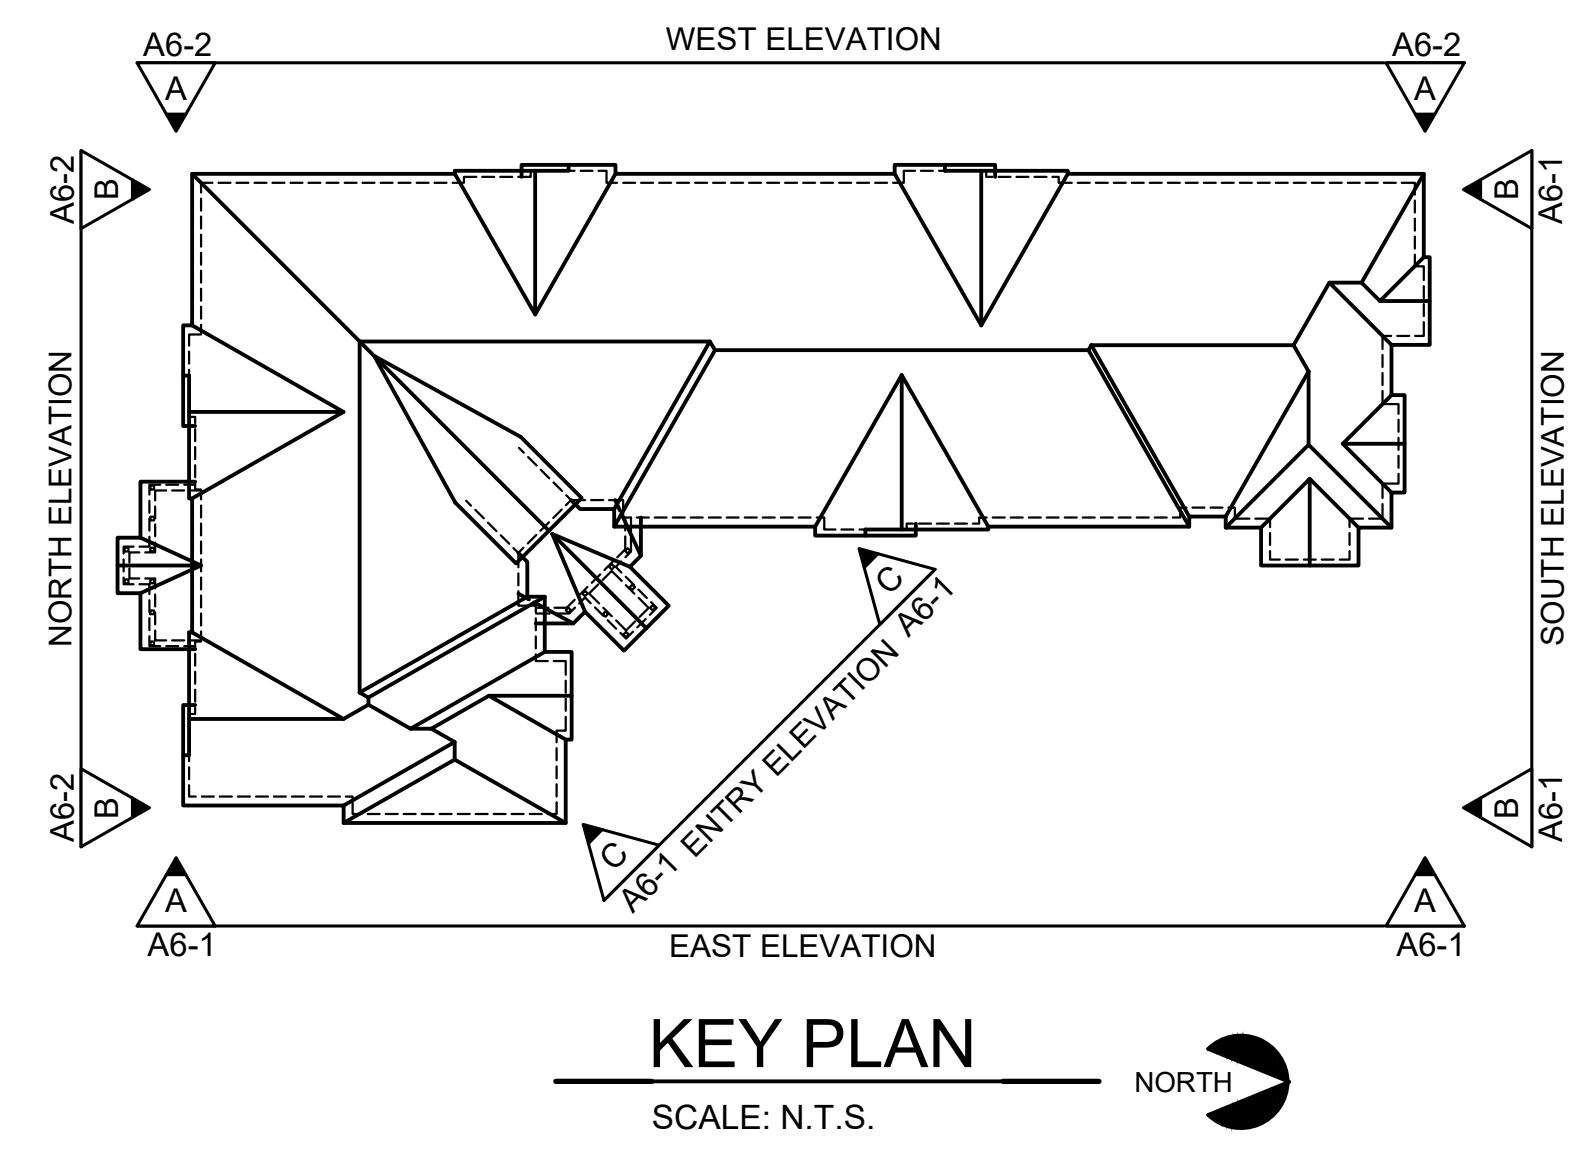 WEST ELEVATION
A6-2
A
A6-2
A
A6-2
B
A6-1
B
NORTH ELEVATION
SOUTH ELEVATION
C
A6-1
ENTRY ELEVATION
C
A6-1
A6-2
B
A6-1
B
A
A6-1
A
A6-1
EAST ELEVATION
KEY PLAN
SCALE: N.T.S.
NORTH